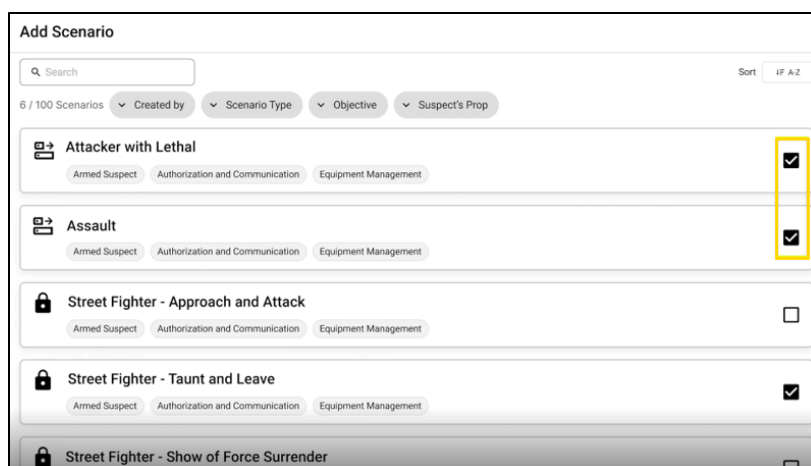 Add Scenario
Search
Sort A-Z
6 / 100 Scenarios Created by Scenario Type Objective Suspect's Prop
Attacker with Lethal
Armed Suspect Authorization and Communication Equipment Management
Assault
Armed Suspect Authorization and Communication Equipment Management
Street Fighter - Approach and Attack
Armed Suspect Authorization and Communication Equipment Management
Street Fighter - Taunt and Leave
Armed Suspect Authorization and Communication Equipment Management
Street Fighter - Show of Force Surrender